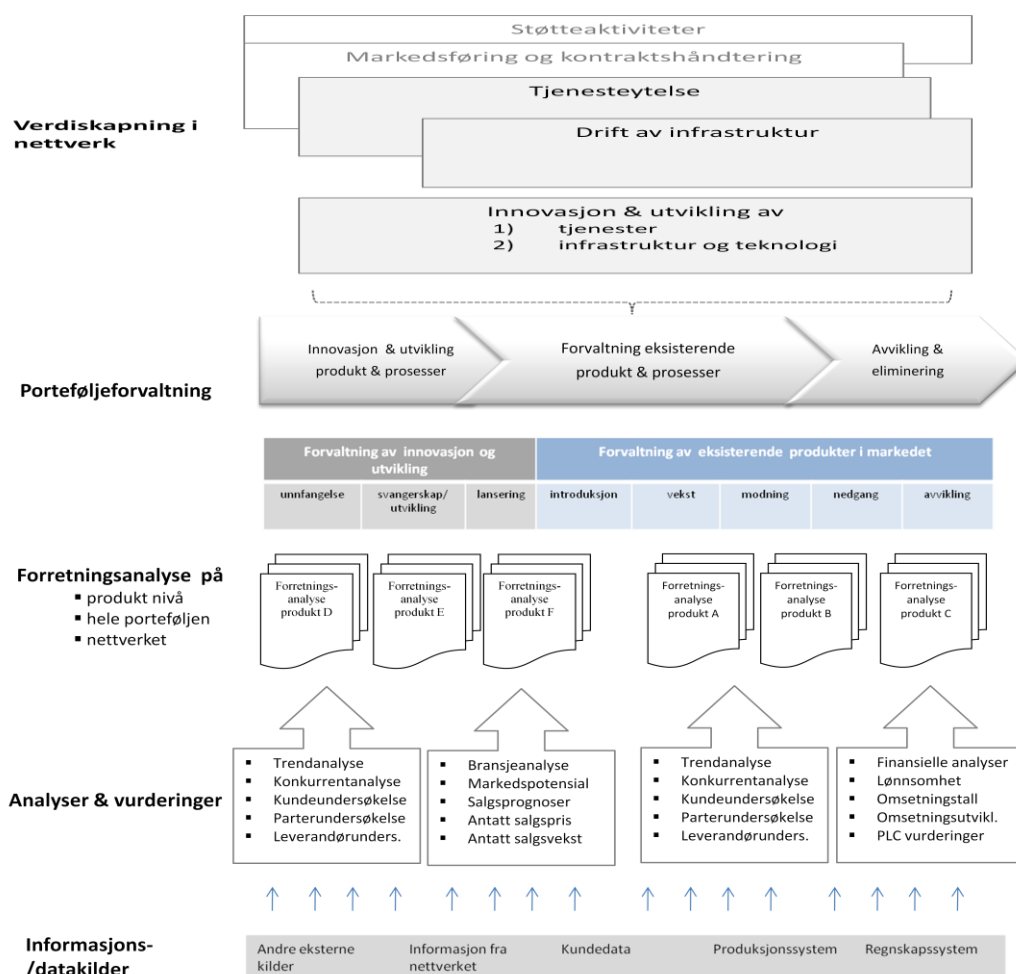 Støtteaktiviteter
Markedsføring og kontraktshåndtering
Tjenesteytelse
Drift av infrastruktur
Verdiskapning i
nettverk
Innovasjon & utvikling av
1) tjenester
2) infrastruktur og teknologi
Porteføljeforvaltning
Innovasjon & utvikling
produkt & prosesser
Forvaltning eksisterende
produkt & prosesser
Avvikling &
eliminering
Forvaltning av innovasjon og
utvikling
Forvaltning av eksisterende produkter i markedet
unnfangelse
svangerskap/
utvikling
lansering
introduksjon
vekst
modning
nedgang
avvikling
Forretningsanalyse på
▪ produkt nivå
▪ hele porteføljen
▪ nettverket
Forretnings-
analyse
produkt D
Forretnings-
analyse
produkt E
Forretnings-
analyse
produkt F
Forretnings-
analyse
produkt A
Forretnings-
analyse
produkt B
Forretnings-
analyse
produkt C
Analyser & vurderinger
▪ Trendanalyse
▪ Konkurrentanalyse
▪ Kundeundersøkelse
▪ Parterundersøkelse
▪ Leverandørunders.
▪ Bransjeanalyse
▪ Markedspotensial
▪ Salgsprognoser
▪ Antatt salgspris
▪ Antatt salgsvekst
▪ Trendanalyse
▪ Konkurrentanalyse
▪ Kundeundersøkelse
▪ Parterundersøkelse
▪ Leverandørunders.
▪ Finansielle analyser
▪ Lønnsomhet
▪ Omsetningstall
▪ Omsetningsutvikl.
▪ PLC vurderinger
Informasjons-
/datakilder
Andre eksterne
kilder
Informasjon fra
nettverket
Kundedata
Produksjonssystem
Regnskapssystem